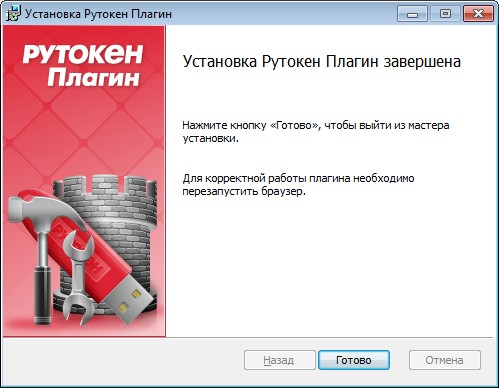 Установка Рутокен Плагин
РУТОКЕН
Плагин
Установка Рутокен Плагин завершена
Нажмите кнопку «Готово», чтобы выйти из мастера
установки.
Для корректной работы плагина необходимо
перезапустить браузер.
РУТОКЕН
Назад
Готово
Отмена